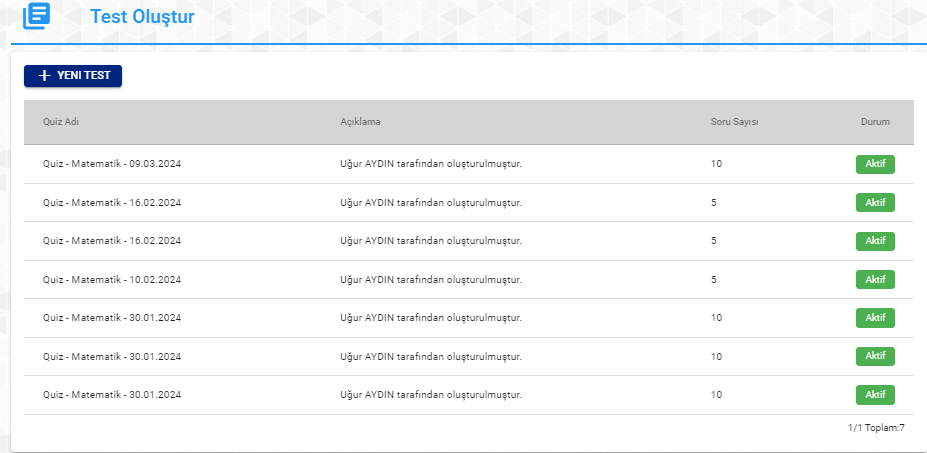 Test Oluştur
YENI TEST
Quiz Adı Açıklama Soru Sayısı Durum
Quiz - Matematik - 09.03.2024 Uğur AYDIN tarafından oluşturulmuştur. 10 Aktif
Quiz - Matematik - 16.02.2024 Uğur AYDIN tarafından oluşturulmuştur. 5 Aktif
Quiz - Matematik - 16.02.2024 Uğur AYDIN tarafından oluşturulmuştur. 5 Aktif
Quiz - Matematik - 10.02.2024 Uğur AYDIN tarafından oluşturulmuştur. 5 Aktif
Quiz - Matematik - 30.01.2024 Uğur AYDIN tarafından oluşturulmuştur. 10 Aktif
Quiz - Matematik - 30.01.2024 Uğur AYDIN tarafından oluşturulmuştur. 10 Aktif
Quiz - Matematik - 30.01.2024 Uğur AYDIN tarafından oluşturulmuştur. 10 Aktif
1/1 Toplam:7